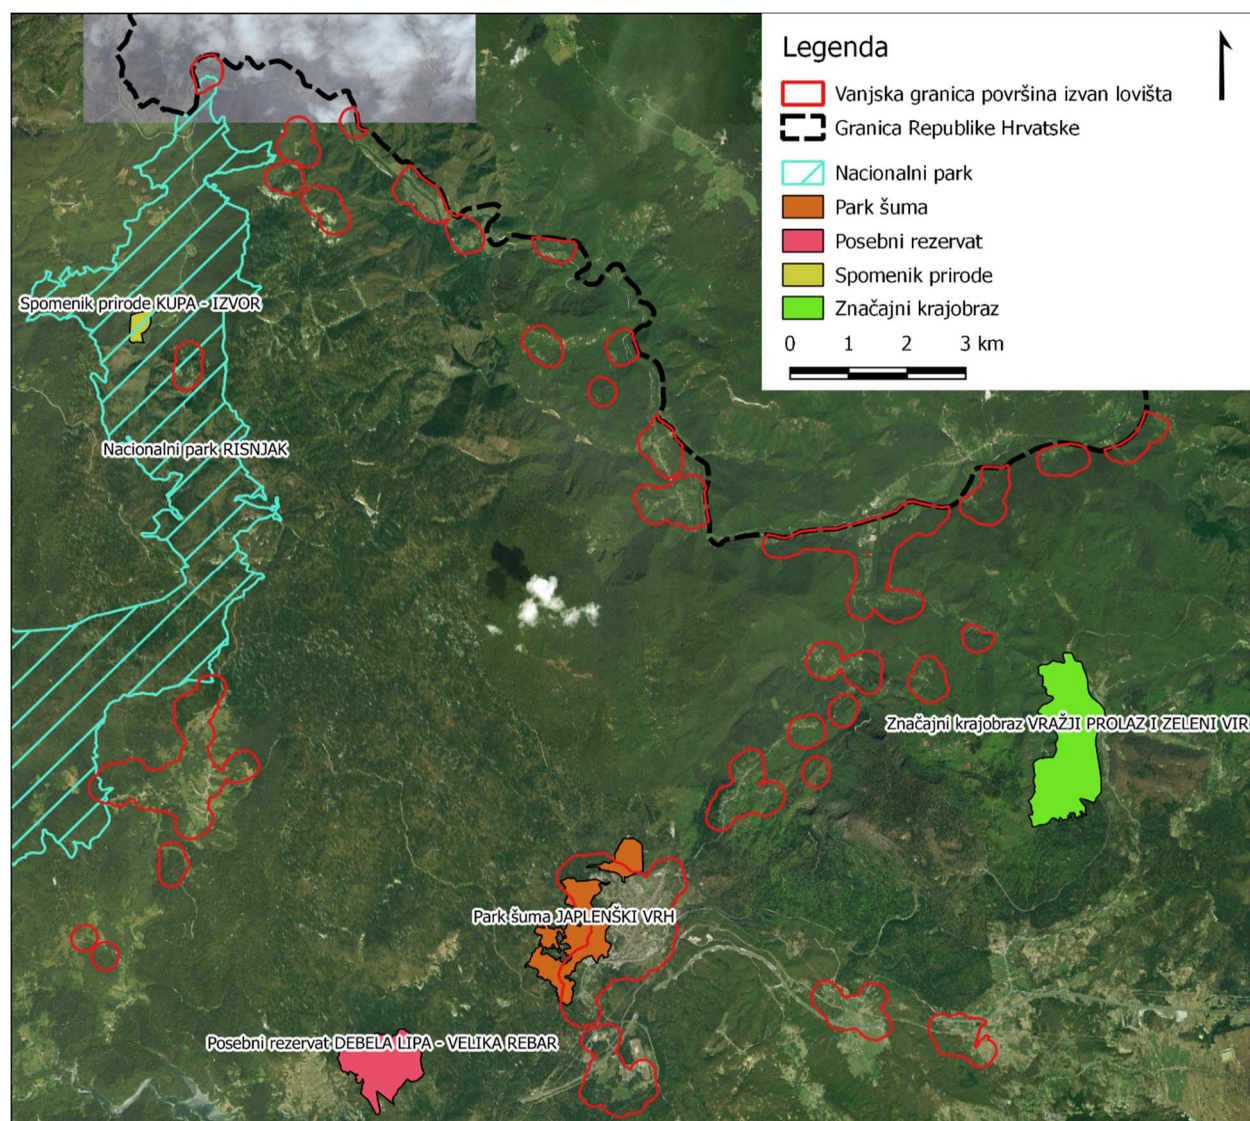 Legenda
Vanjska granica površina izvan lovišta
Granica Republike Hrvatske
Nacionalni park
Park šuma
Posebni rezervat
Spomenik prirode
Značajni krajobraz
0 1 2 3 km
Spomenik prirode KUPA - IZVOR
Nacionalni park RISNJAK
Značajni krajobraz VRAŽJI PROLAZ I ZELENI VIR
Park šuma JAPLENŠKI VRH
Posebni rezervat DEBELA LIPA - VELIKA REBAR